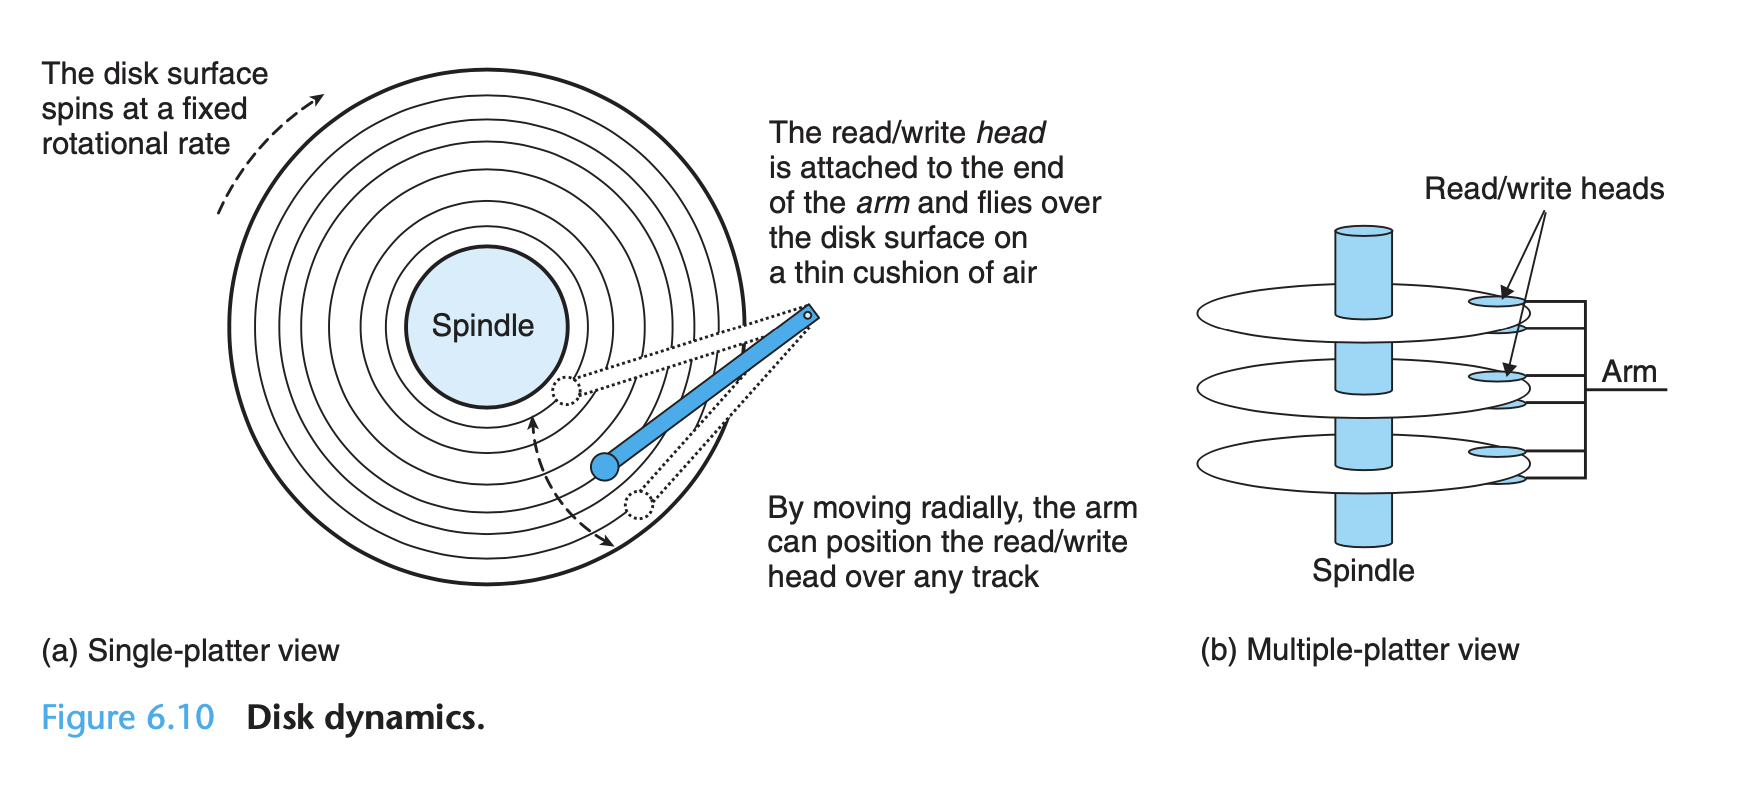 The disk surface
spins at a fixed
rotational rate
Spindle
The read/write head
is attached to the end
of the arm and flies over
the disk surface on
a thin cushion of air
By moving radially, the arm
can position the read/write
head over any track
(a) Single-platter view
Read/write heads
Arm
Spindle
(b) Multiple-platter view
Figure 6.10 Disk dynamics.